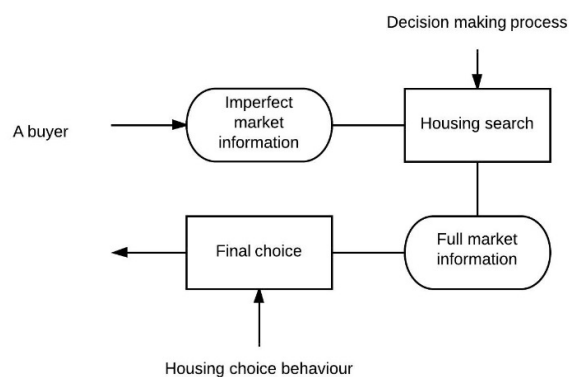 Decision making process
A buyer
Imperfect
market
information
Housing search
Final choice
Full market
information
Housing choice behaviour